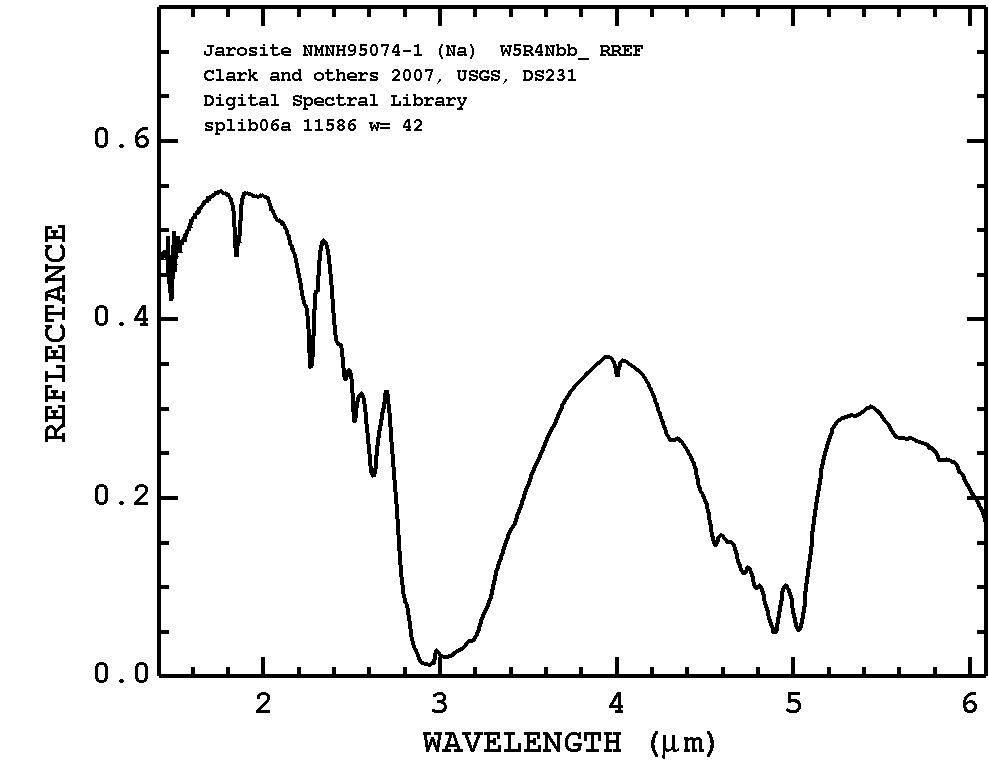 Jarosite NMNH95074-1 (Na)  W5R4Nbb_ RREF
Clark and others 2007, USGS, DS231
Digital Spectral Library
splib06a 11586 w= 42
0.6
0.4
0.2
0.0
REFLECTANCE
2 3 4 5 6
WAVELENGTH (μm)